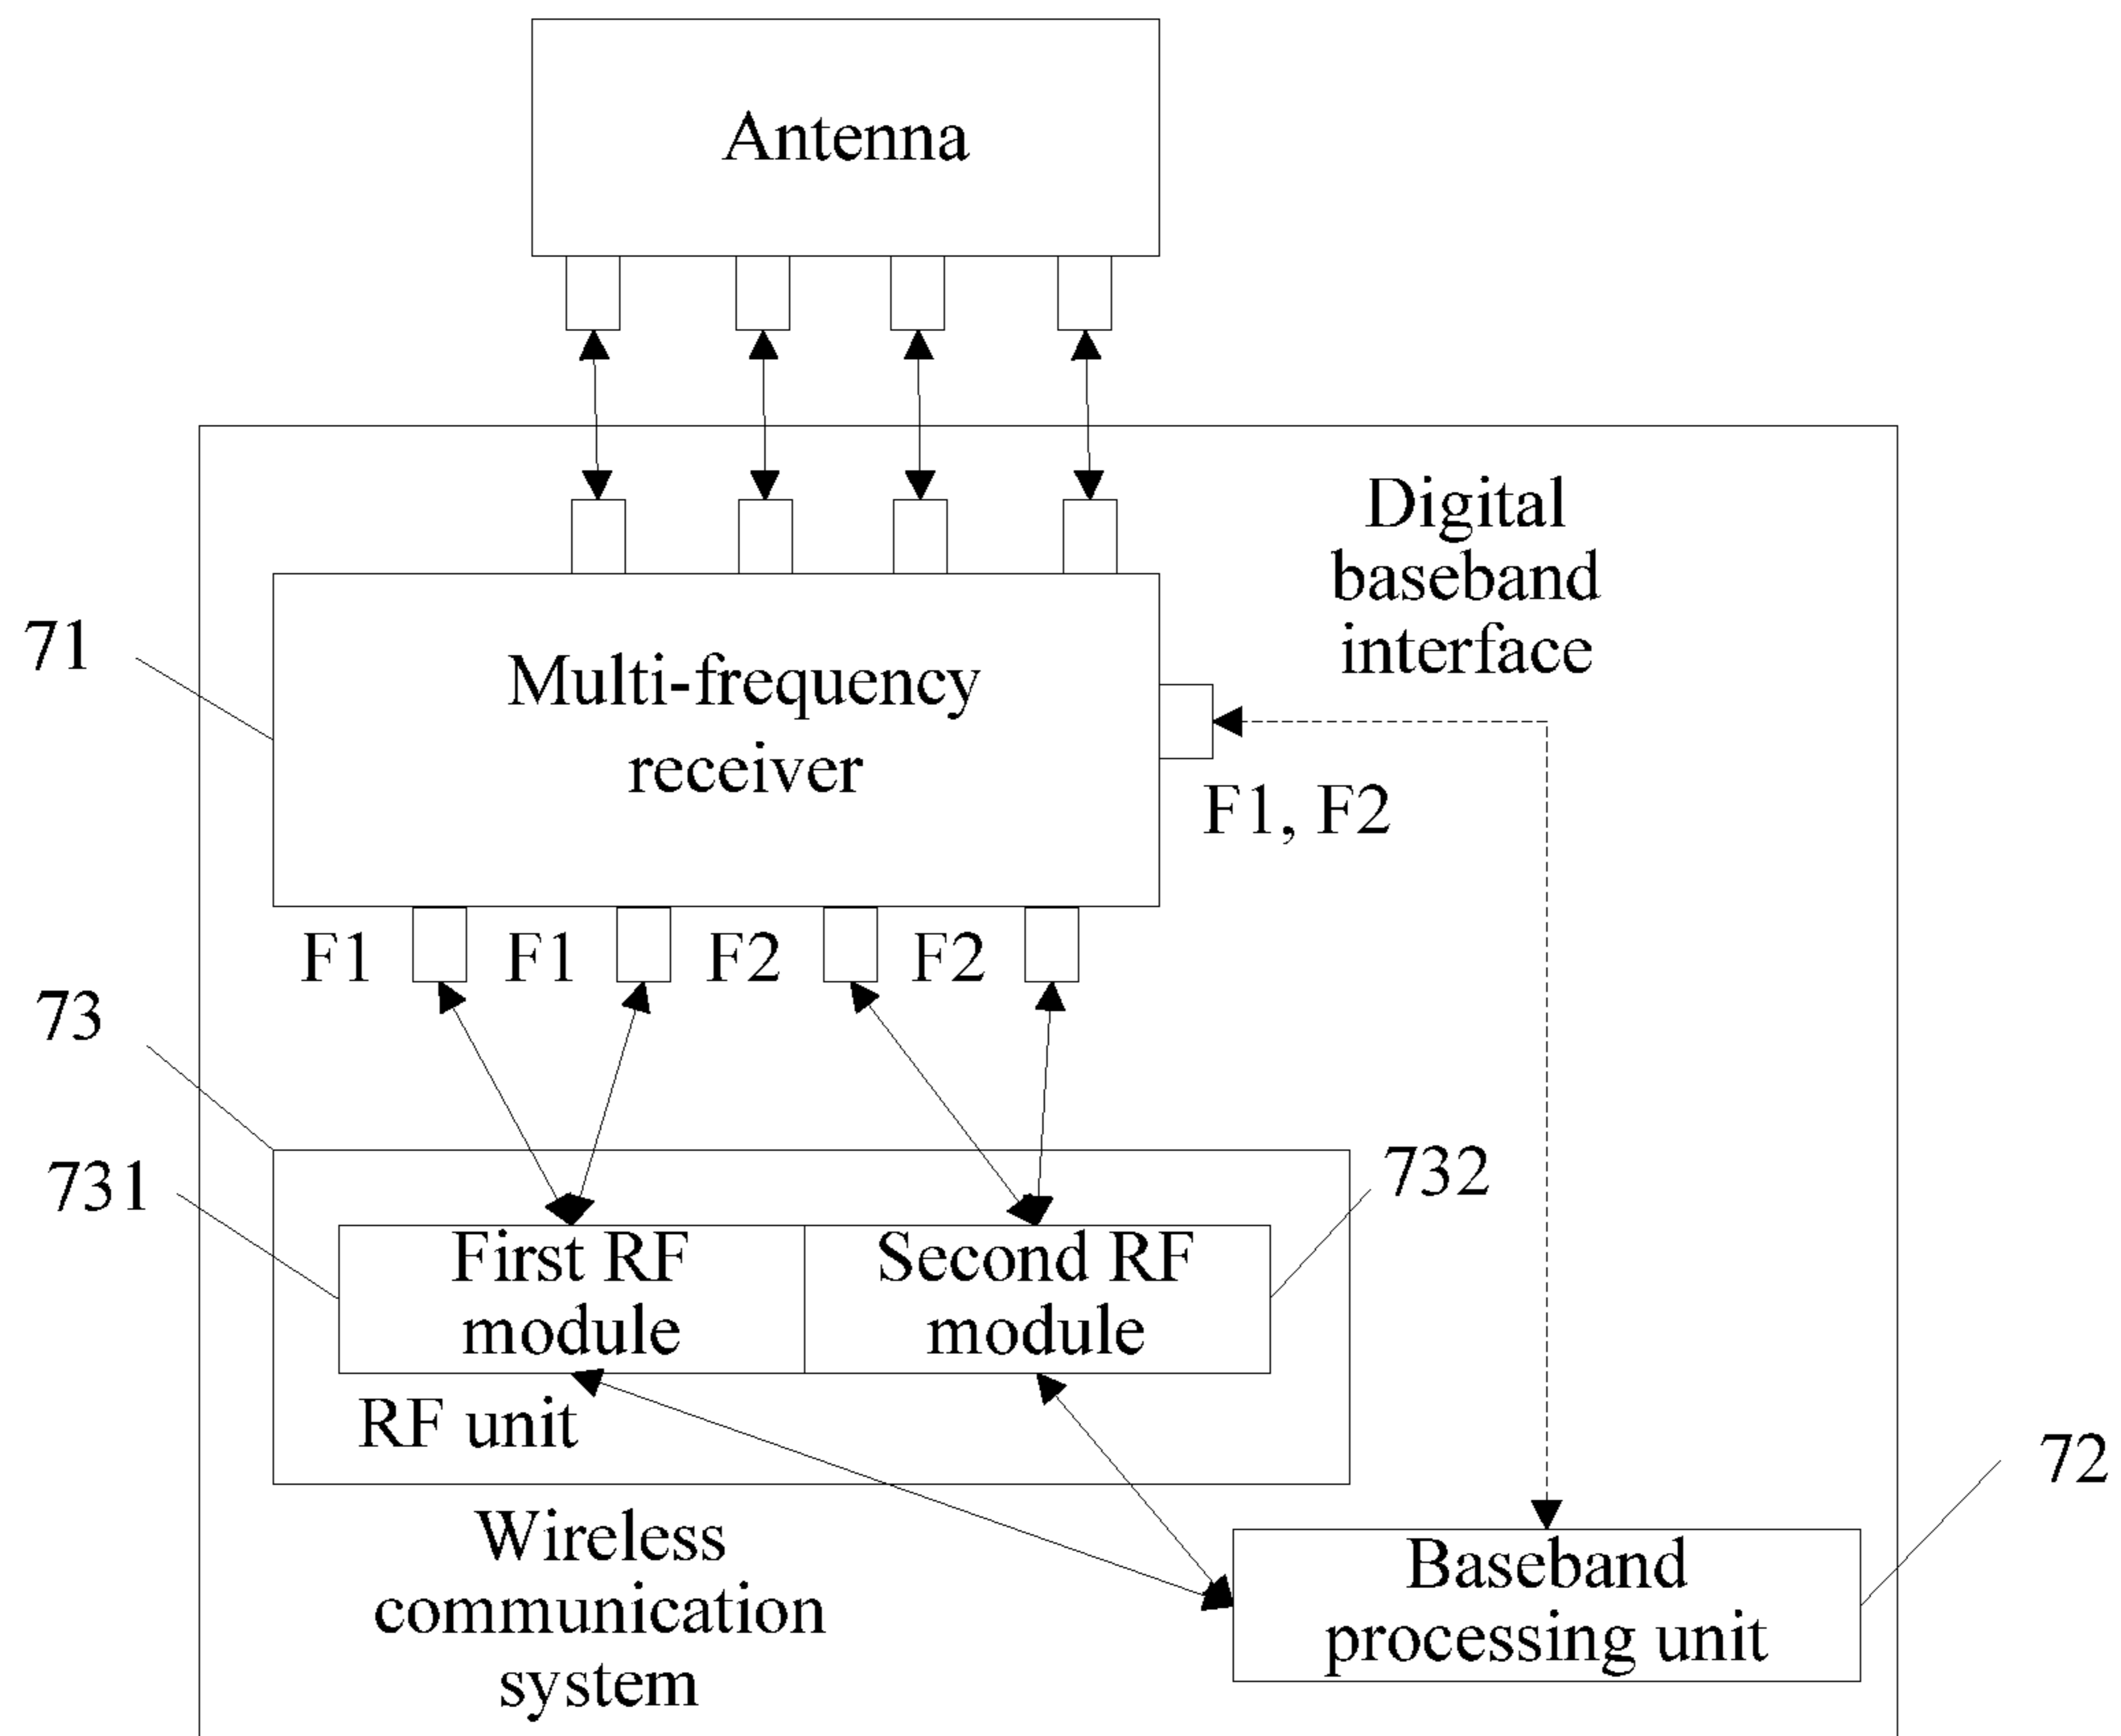 Antenna
Digital
baseband
interface
71
Multi-frequency
receiver
F1, F2
F1 F1 F2 F2
73
731
732
First RF
module
Second RF
module
RF unit
72
Wireless
communication
system
Baseband
processing unit